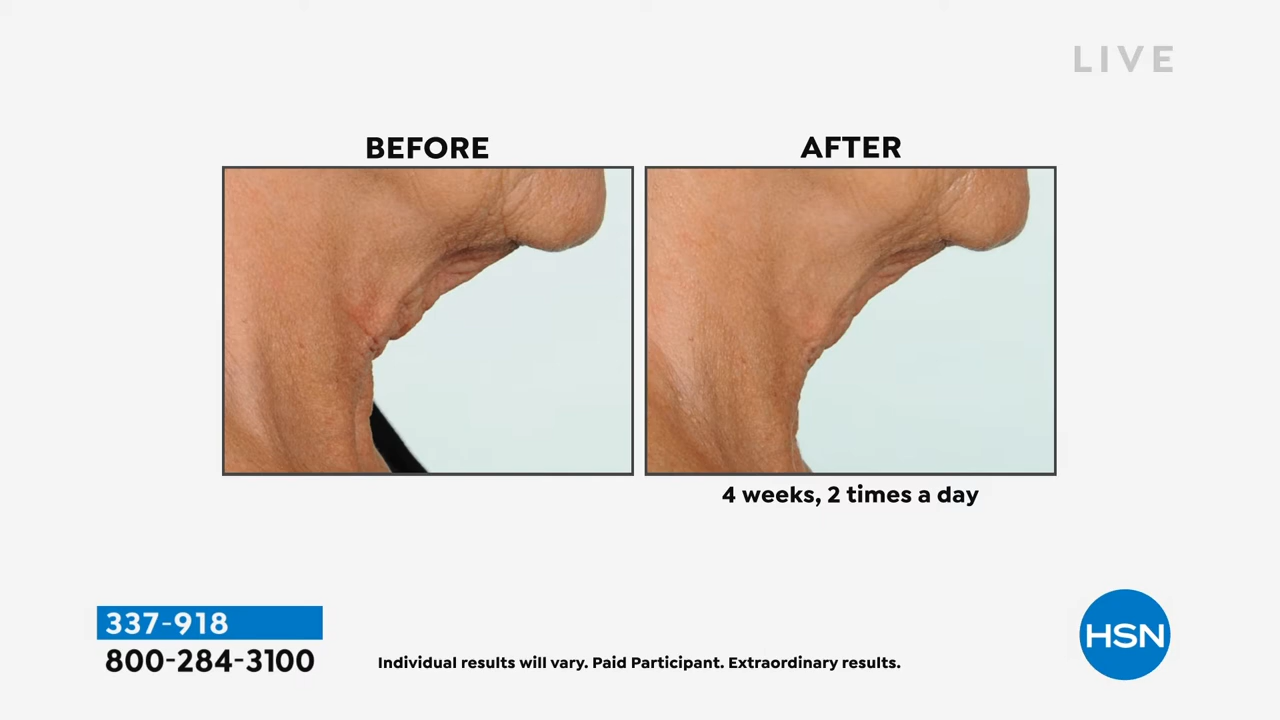 LIVE
BEFORE
AFTER
4 weeks, 2 times a day
337-918
800-284-3100
Individual results will vary. Paid Participant. Extraordinary results.
HSN